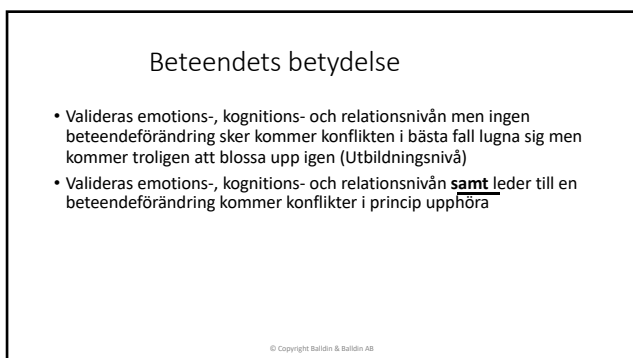 Beteendets betydelse
• Valideras emotions-, kognitions- och relationsnivån men ingen
beteendeförändring sker kommer konflikten i bästa fall lugna sig men
kommer troligen att blossa upp igen (Utbildningsnivå)
• Valideras emotions-, kognitions- och relationsnivån samt leder till en
beteendeförändring kommer konflikter i princip upphöra
© Copyright Balldin & Balldin AB